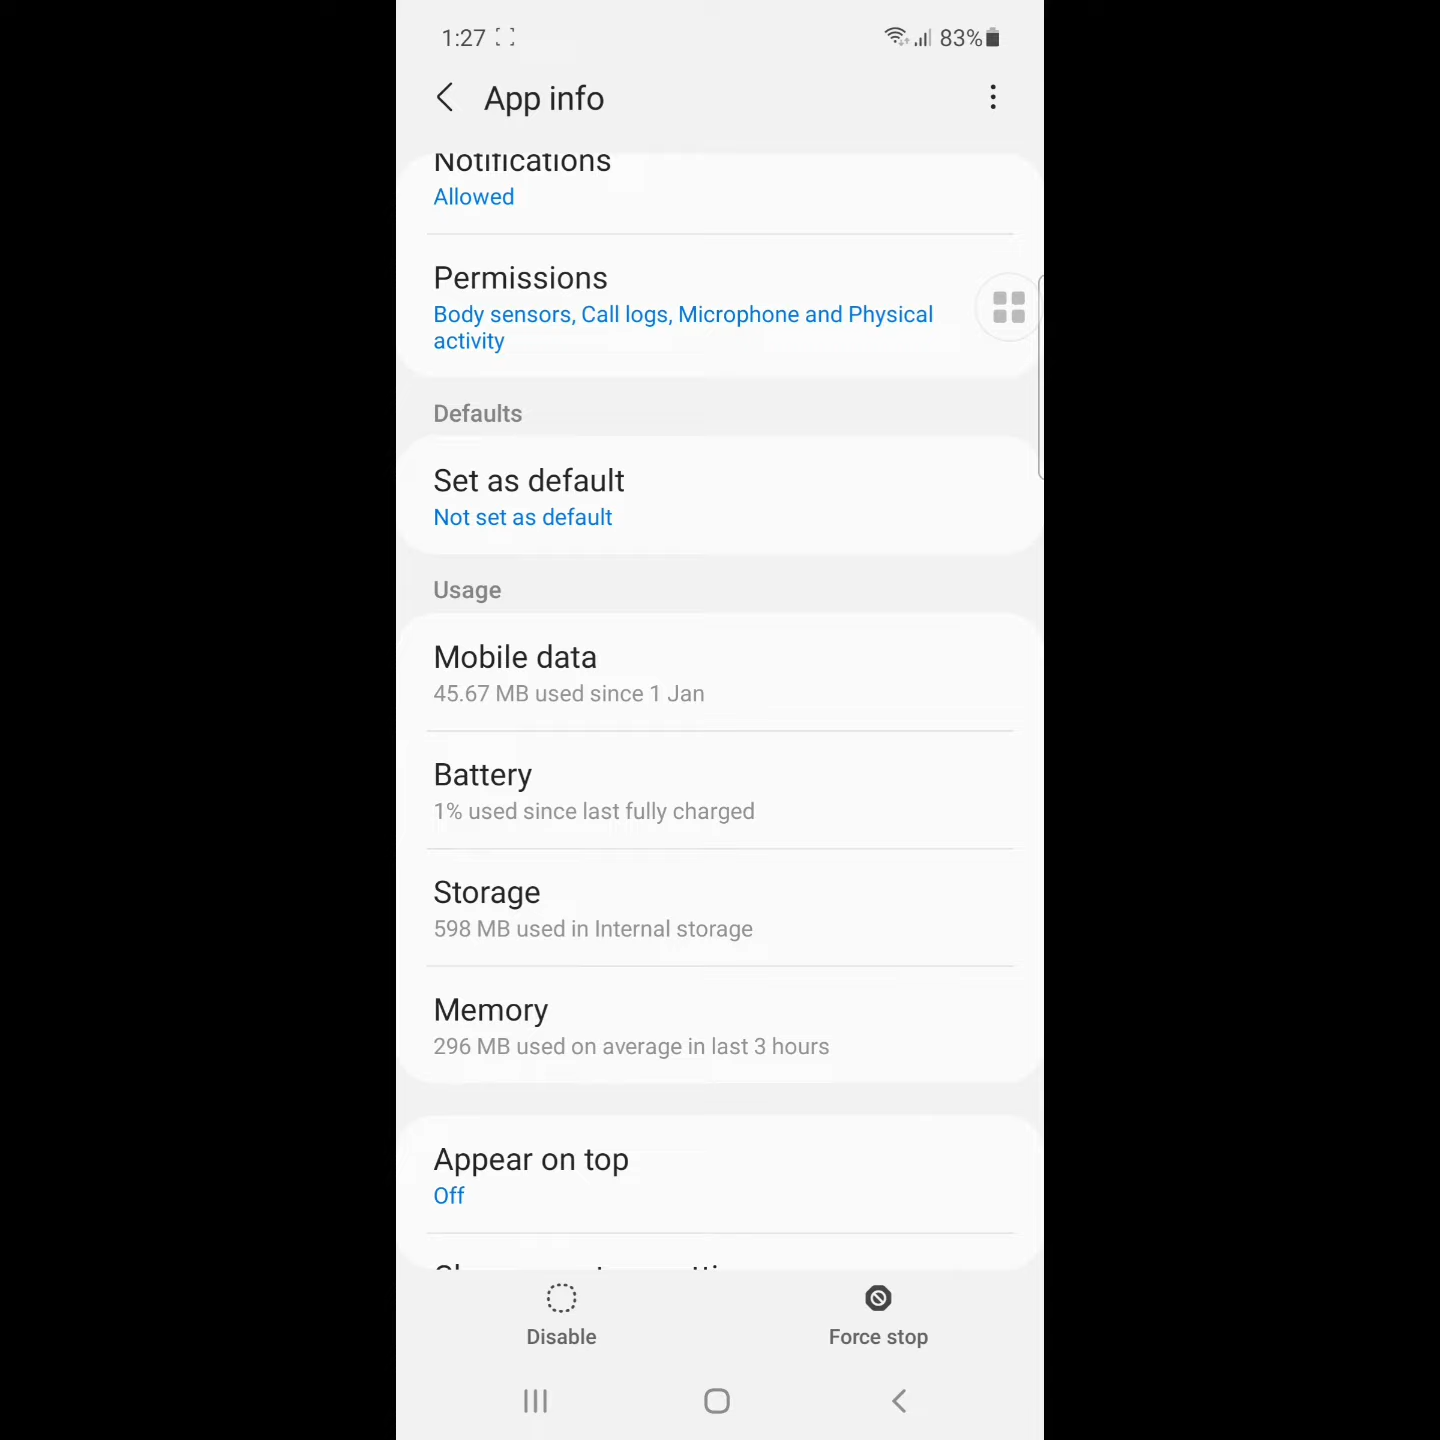 1:27 83%
App info
Notifications
Allowed
Permissions
Body sensors, Call logs, Microphone and Physical
activity
Defaults
Set as default
Not set as default
Usage
Mobile data
45.67 MB used since 1 Jan
Battery
1% used since last fully charged
Storage
598 MB used in Internal storage
Memory
296 MB used on average in last 3 hours
Appear on top
Off
Disable Force stop